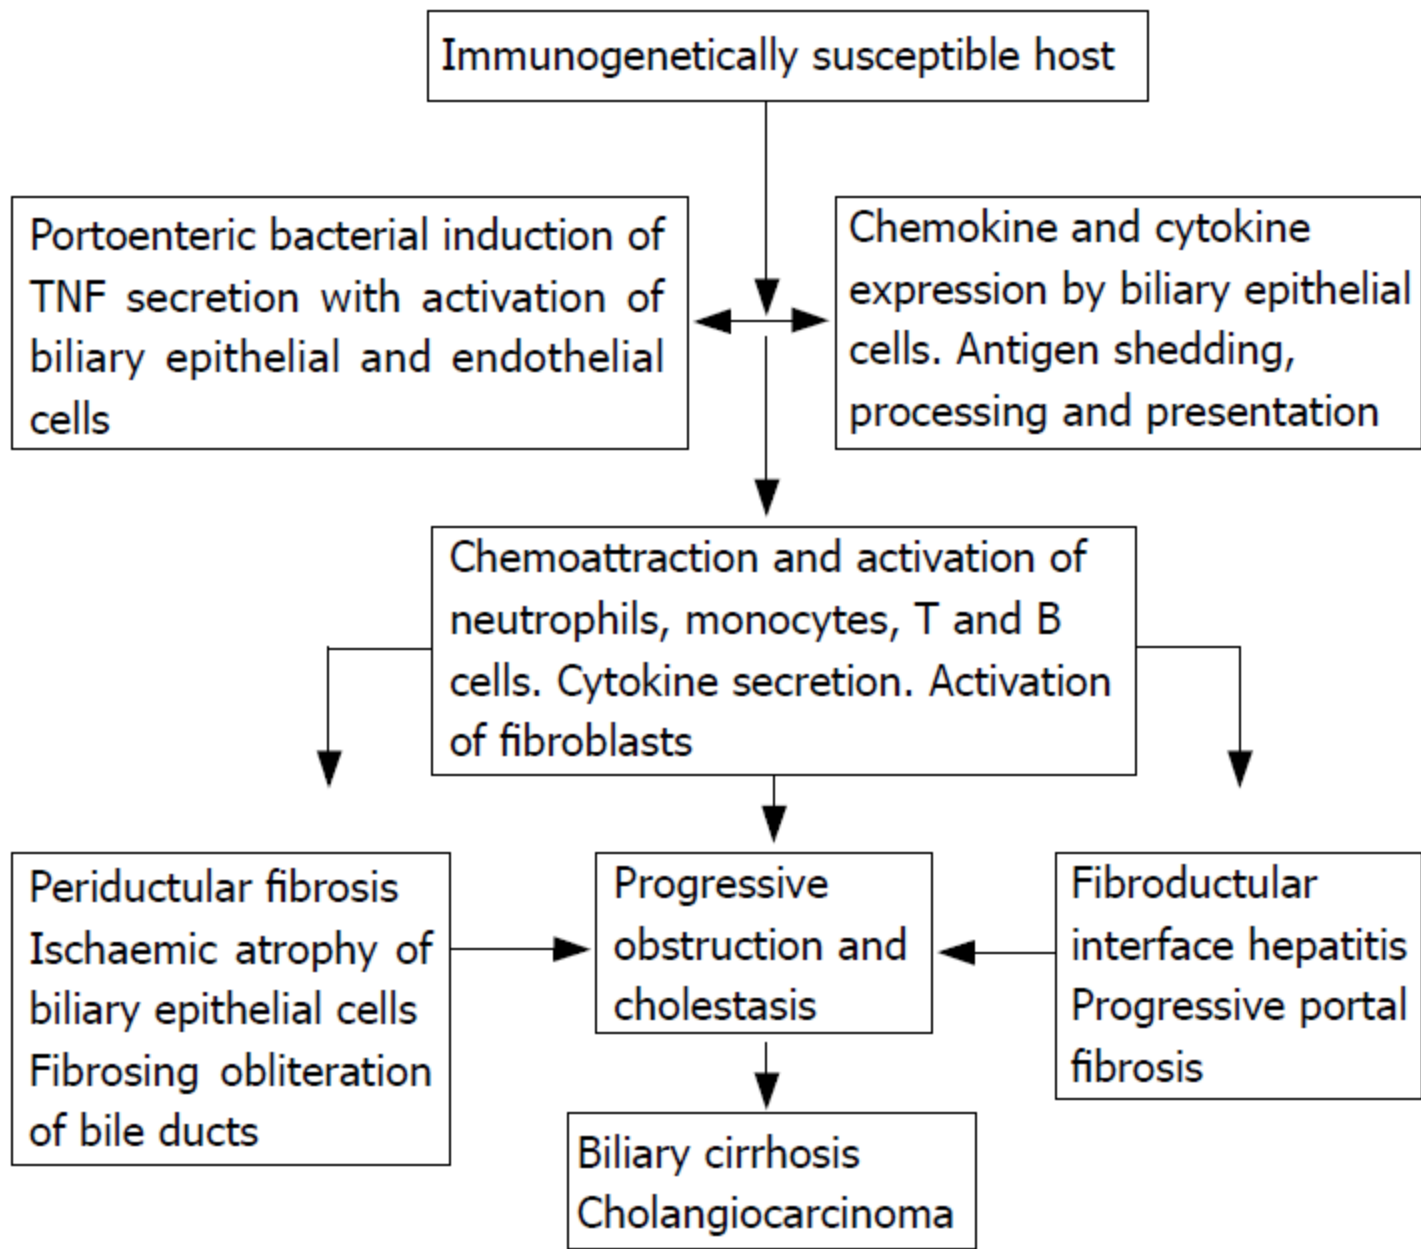 Immunogenetically susceptible host
Portoenteric bacterial induction of
TNF secretion with activation of
biliary epithelial and endothelial
cells
Chemokine and cytokine
expression by biliary epithelial
cells. Antigen shedding,
processing and presentation
Chemoattraction and activation of
neutrophils, monocytes, T and B
cells. Cytokine secretion. Activation
of fibroblasts
Periductular fibrosis
Ischaemic atrophy of
biliary epithelial cells
Fibrosing obliteration
of bile ducts
Progressive
obstruction and
cholestasis
Fibroductular
interface hepatitis
Progressive portal
fibrosis
Biliary cirrhosis
Cholangiocarcinoma